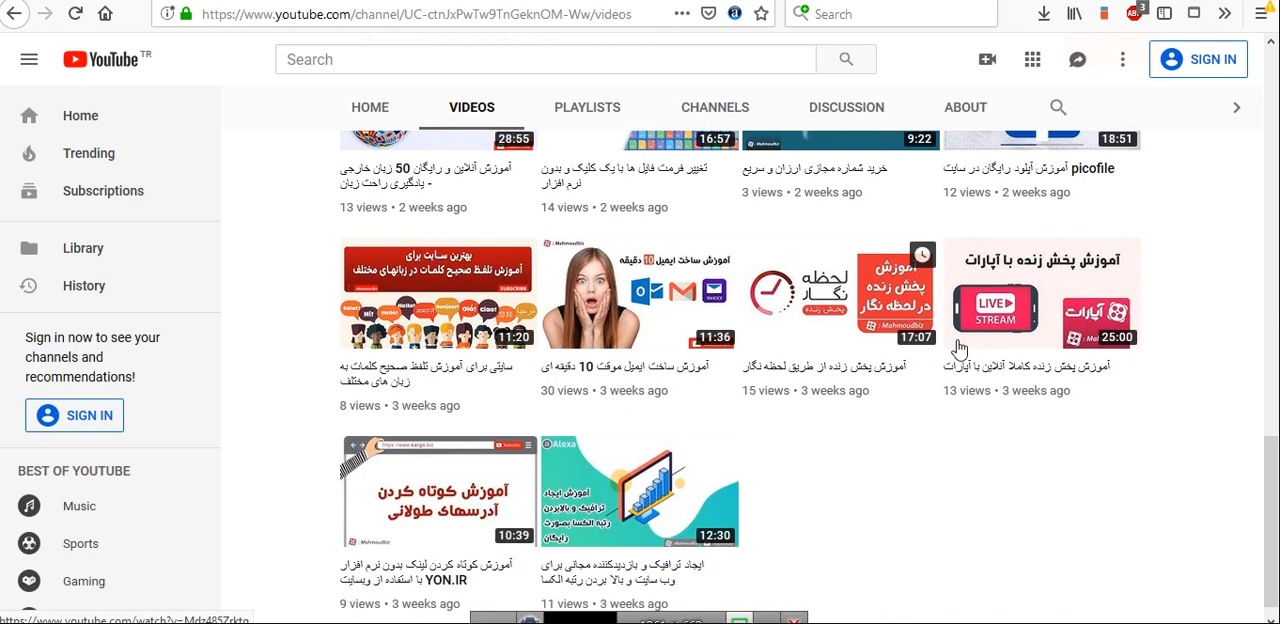 https://www.youtube.com/channel/UC-ctnJxPwTw9TnGeknOM-Ww/videos
Search
3
YouTube TR
Search
SIGN IN
HOME
VIDEOS
PLAYLISTS
CHANNELS
DISCUSSION
ABOUT
Home
Trending
Subscriptions
Library
History
Sign in now to see your
channels and
recommendations!
SIGN IN
BEST OF YOUTUBE
Music
Sports
Gaming
28:55
آموزش آنلاین و رایگان 50 زبان خارجی
- یادگیری راحت زبان
13 views • 2 weeks ago
16:57
تغییر فرمت فایل ها با یک کلیک و بدون
نرم افزار
14 views • 2 weeks ago
9:22
خرید شماره مجازی ارزان و سریع
3 views • 2 weeks ago
18:51
آموزش آپلود رایگان در سایت picofile
12 views • 2 weeks ago
بهترین سایت برای
آموزش تلفظ صحیح کلمات در زبانهای مختلف
SUBSCRIBE
11:20
سایتی برای آموزش تلفظ صحیح کلمات به
زبان های مختلف
8 views • 3 weeks ago
: Mahmoudbiz
آموزش ساخت ایمیل 10 دقیقه
YAHOO!
11:36
آموزش ساخت ایمیل موقت 10 دقیقه ای
30 views • 3 weeks ago
لحظه
نگار
پخش زنده
آموزش
پخش زنده
در لحظه نگار
: Mahmoudbiz
17:07
آموزش پخش زنده از طریق لحظه نگار
15 views • 3 weeks ago
آموزش پخش زنده با آپارات
LIVE
STREAM
آپارات
25:00
آموزش پخش زنده کاملا آنلاین با آپارات
13 views • 3 weeks ago
آموزش کوتاه کردن
آدرسهای طولانی
: Mahmoudbiz
10:39
آموزش کوتاه کردن لینک بدون نرم افزار
با استفاده از وبسایت YON.IR
9 views • 3 weeks ago
Alexa
آموزش ایجاد
ترافیک و بالابردن
رتبه الکسا بصورت
رایگان
: Mahmoudbiz
12:30
ایجاد ترافیک و بازدیدکننده مجانی برای
وب سایت و بالا بردن رتبه الکسا
11 views • 3 weeks ago